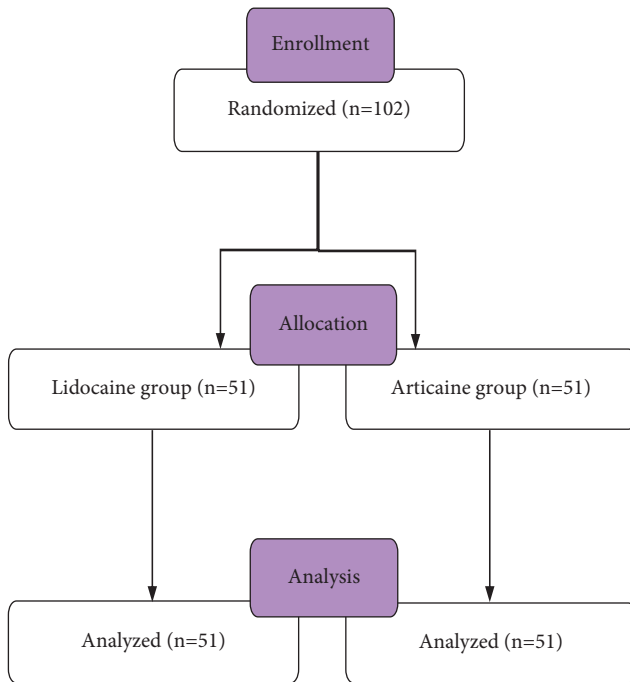 Enrollment
Randomized (n=102)
Allocation
Lidocaine group (n=51)
Articaine group (n=51)
Analysis
Analyzed (n=51)
Analyzed (n=51)